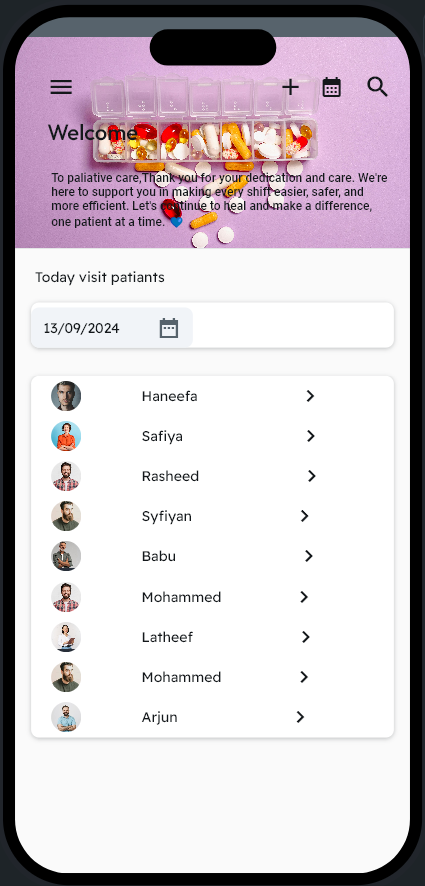 Welcome
To paliative care,Thank you for your dedication and care. We're
here to support you in making every shift easier, safer, and
more efficient. Let's continue to heal and make a difference,
one patient at a time. 💙
Today visit patiants
13/09/2024
Haneefa
Safiya
Rasheed
Syfiyan
Babu
Mohammed
Latheef
Mohammed
Arjun